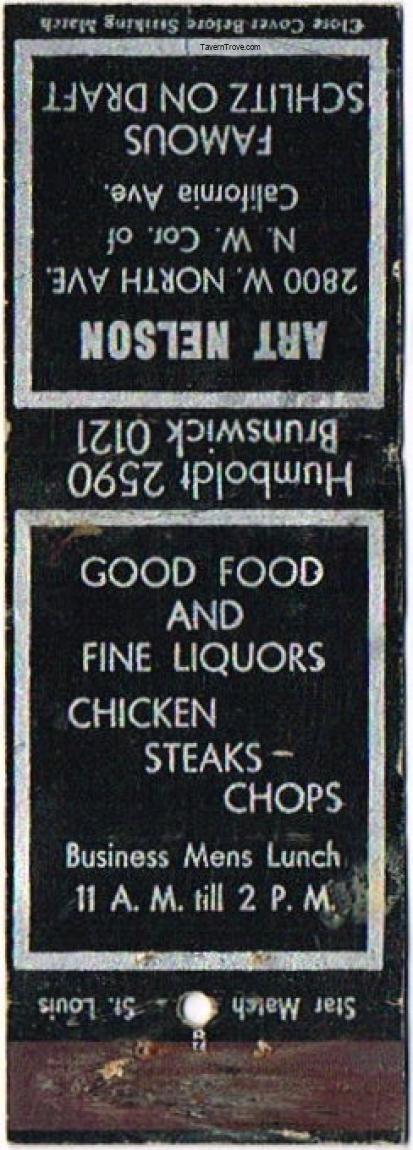 Close Cover Before Striking Match
TavernTrove.com
ART NELSON
2800 W. NORTH AVE.
N. W. Cor. of
California Ave.
FAMOUS
SCHLITZ ON DRAFT
Humboldt 2590
Brunswick 0121
GOOD FOOD
AND
FINE LIQUORS
CHICKEN
STEAKS –
CHOPS
Business Mens Lunch
11 A. M. till 2 P. M.
Star Match St. Louis